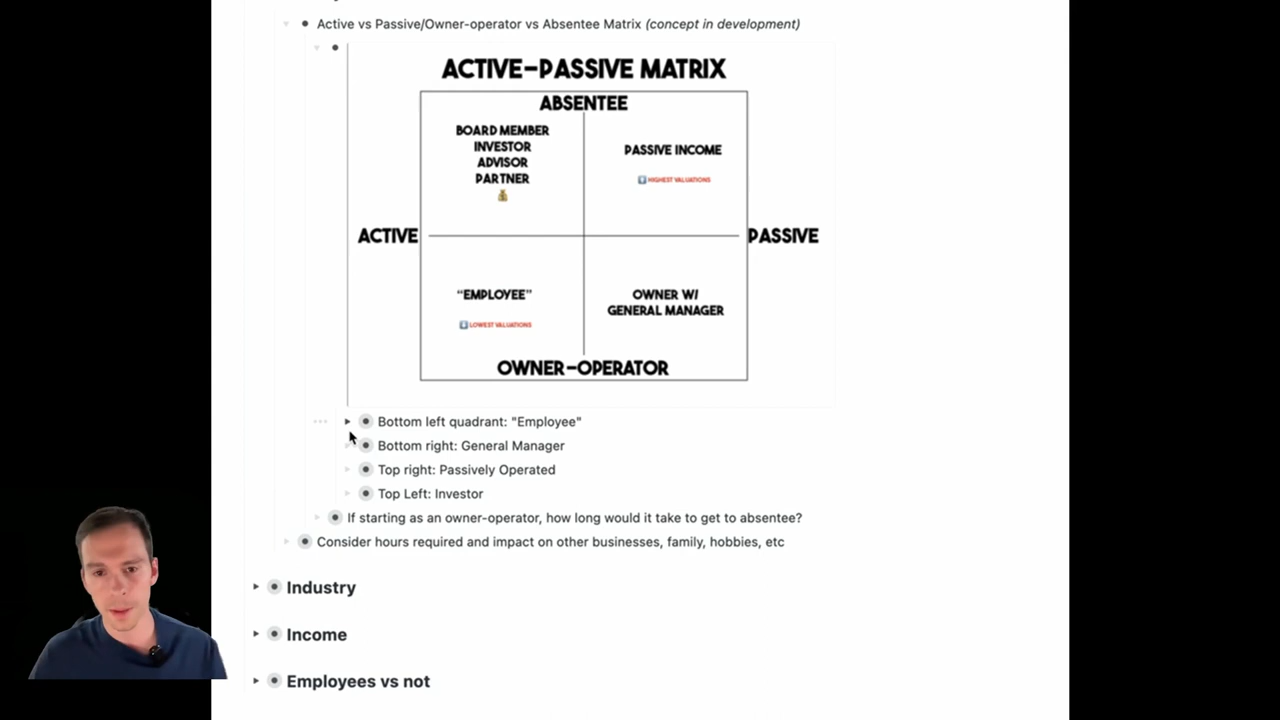 Active vs Passive/Owner-operator vs Absentee Matrix (concept in development)
ACTIVE-PASSIVE MATRIX
ABSENTEE
BOARD MEMBER
INVESTOR
ADVISOR
PARTNER
PASSIVE INCOME
HIGHEST VALUATIONS
ACTIVE
PASSIVE
"EMPLOYEE"
LOWEST VALUATIONS
OWNER W/
GENERAL MANAGER
OWNER-OPERATOR
Bottom left quadrant: "Employee"
Bottom right: General Manager
Top right: Passively Operated
Top Left: Investor
If starting as an owner-operator, how long would it take to get to absentee?
Consider hours required and impact on other businesses, family, hobbies, etc
Industry
Income
Employees vs not